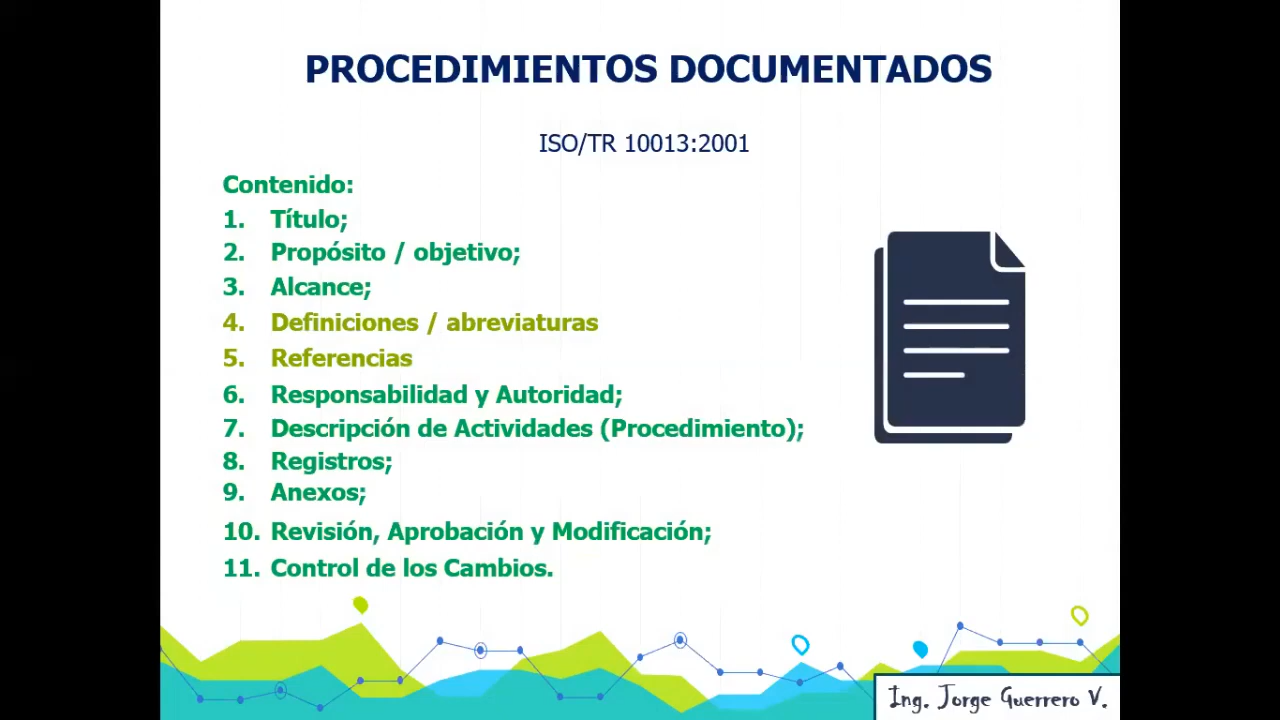 PROCEDIMIENTOS DOCUMENTADOS
ISO/TR 10013:2001
Contenido:
1. Título;
2. Propósito / objetivo;
3. Alcance;
4. Definiciones / abreviaturas
5. Referencias
6. Responsabilidad y Autoridad;
7. Descripción de Actividades (Procedimiento);
8. Registros;
9. Anexos;
10. Revisión, Aprobación y Modificación;
11. Control de los Cambios.
Ing. Jorge Guerrero V.